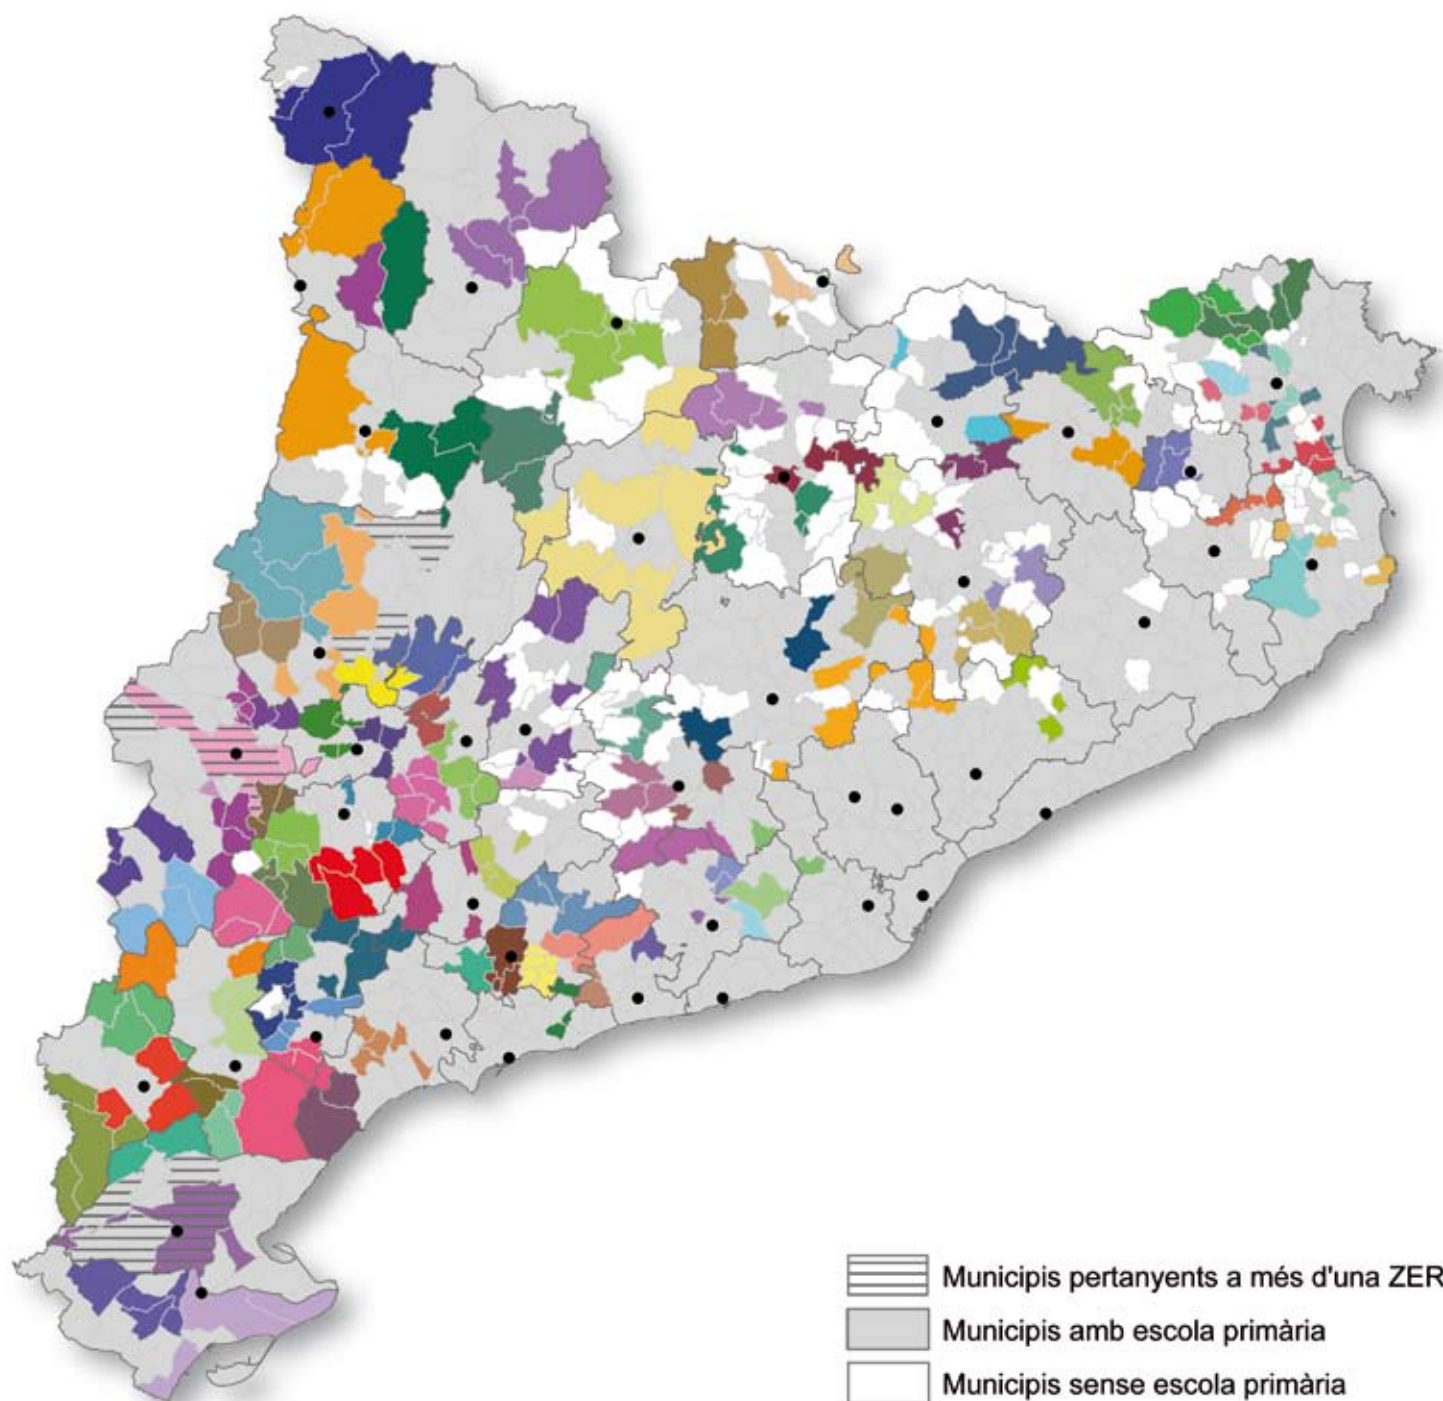 Municipis pertanyents a més d'una ZER
Municipis amb escola primària
Municipis sense escola primària